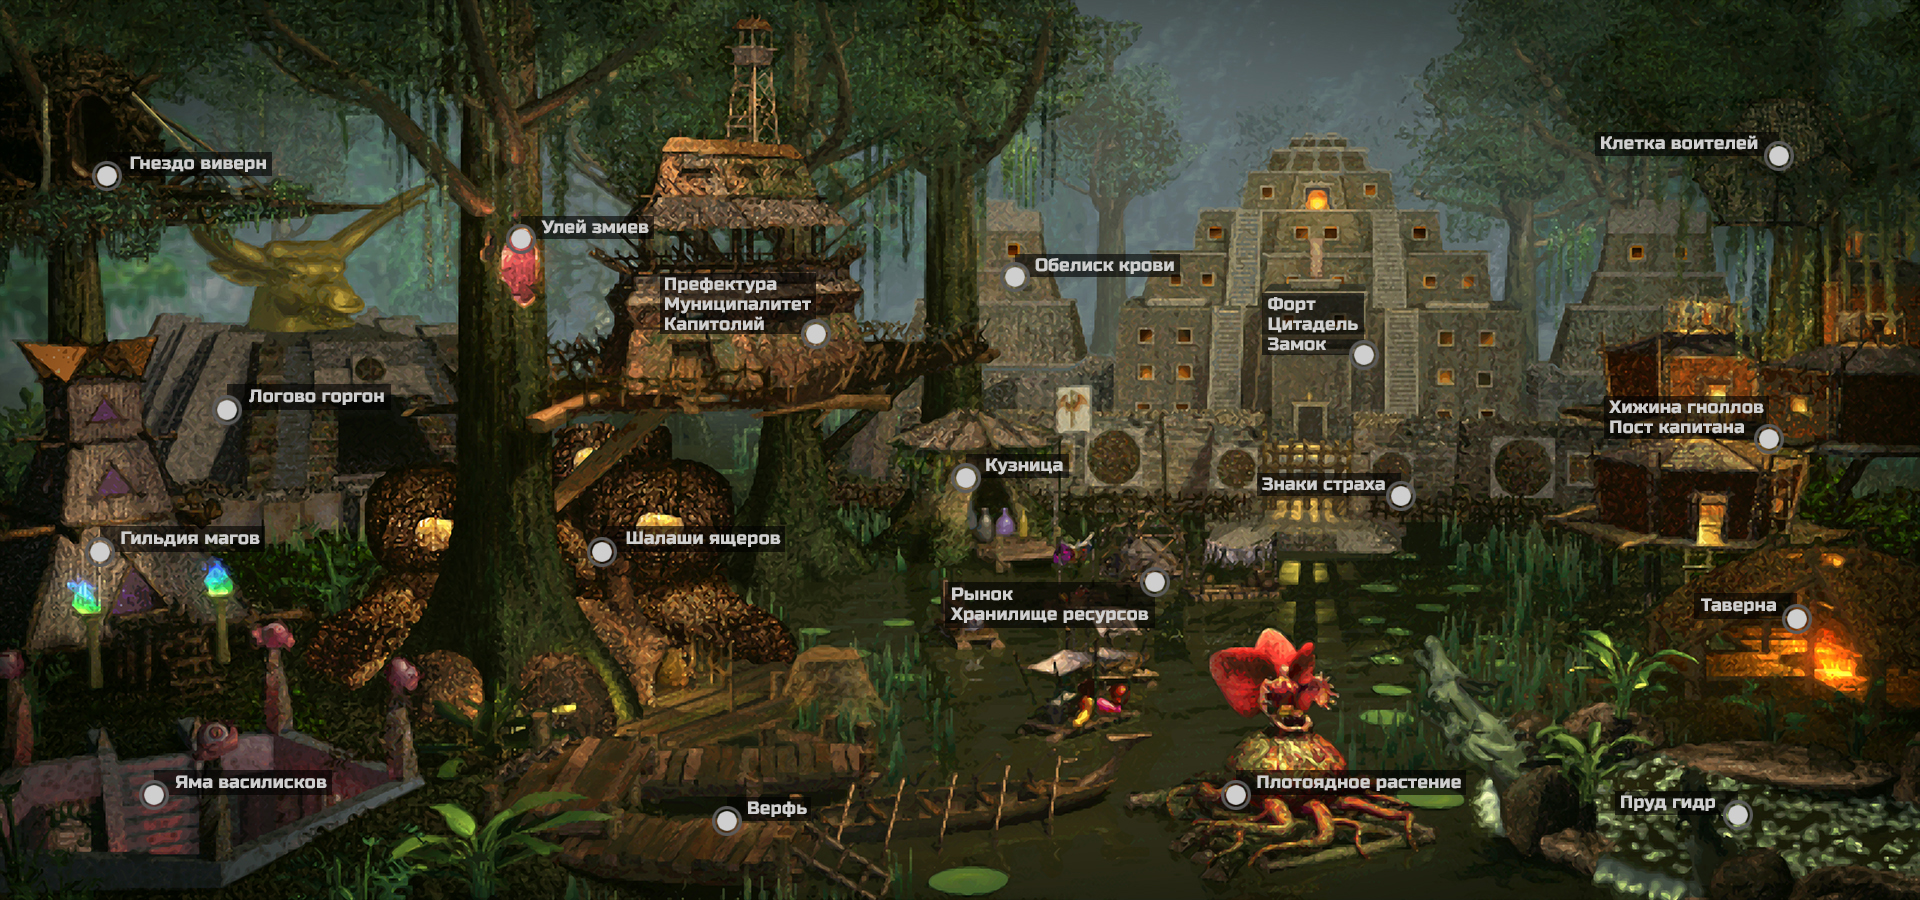 Клетка воителей
Гнездо виверн
Улей змиев
Обелиск крови
Префектура
Муниципалитет
Капитолий
Форт
Цитадель
Замок
Логово горгон
Хижина гноллов
Пост капитана
Кузница
Знаки страха
Гильдия магов
Шалаши ящеров
Рынок
Хранилище ресурсов
Таверна
Яма василисков
Плотоядное растение
Пруд гидр
Верфь